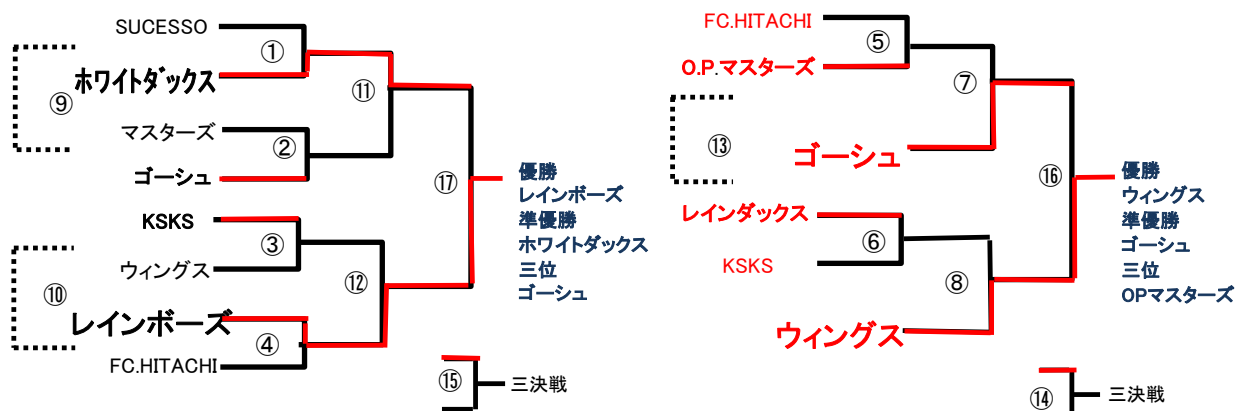 SUCESSO
①
ホワイトダックス
⑨
⑪
マスターズ
②
ゴーシュ
⑰
優勝
レインボーズ
準優勝
ホワイトダックス
三位
ゴーシュ
KSKS
③
ウィングス
⑩
⑫
レインボーズ
④
FC.HITACHI
⑮
三決戦
FC.HITACHI
⑤
O.P.マスターズ
⑦
⑬
ゴーシュ
⑯
優勝
ウィングス
準優勝
ゴーシュ
三位
OPマスターズ
レインダックス
⑥
KSKS
⑧
ウィングス
⑭
三決戦